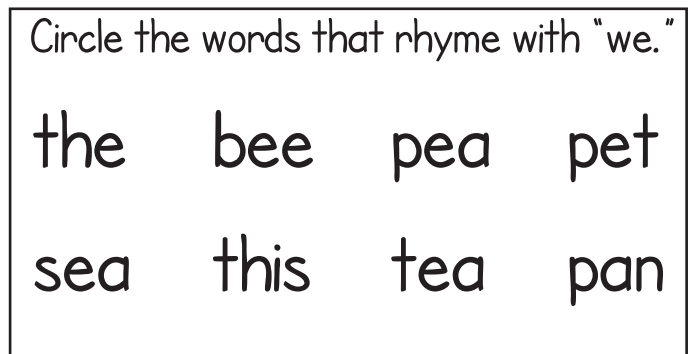 Circle the words that rhyme with “we.”
the bee pea pet
sea this tea pan